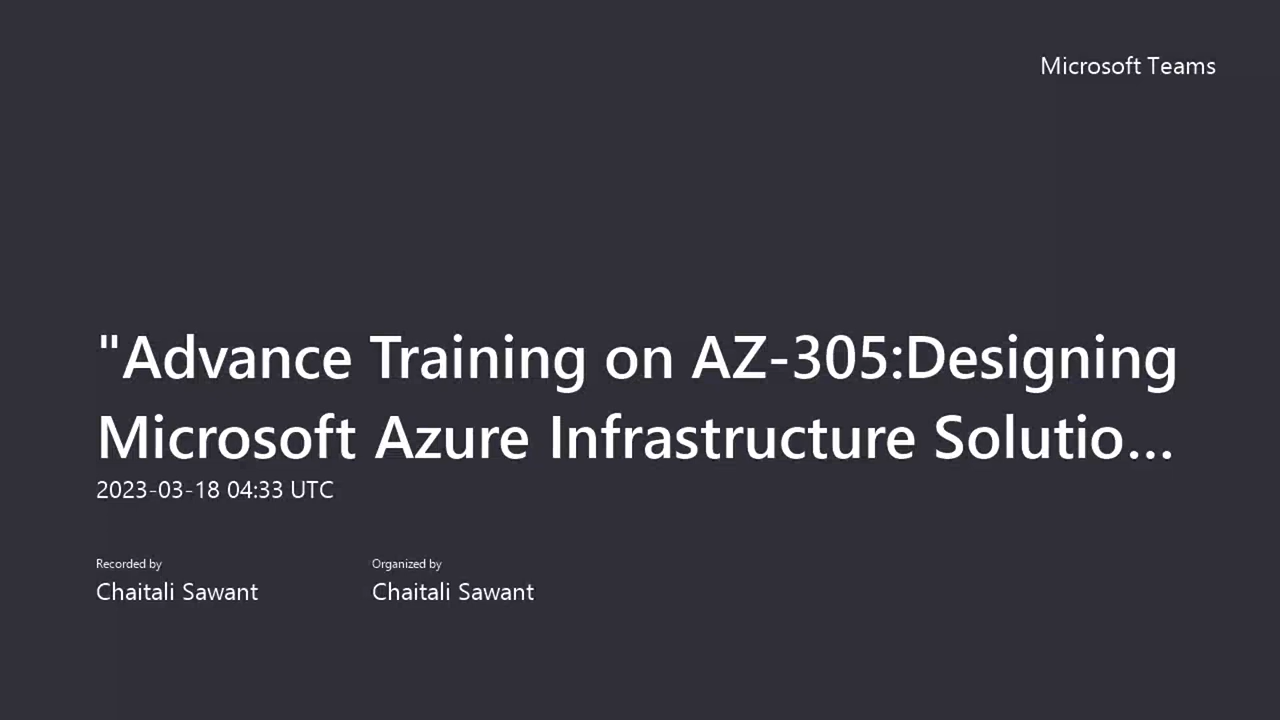 Microsoft Teams
"Advance Training on AZ-305:Designing
Microsoft Azure Infrastructure Solutio...
2023-03-18 04:33 UTC
Recorded by
Chaitali Sawant
Organized by
Chaitali Sawant